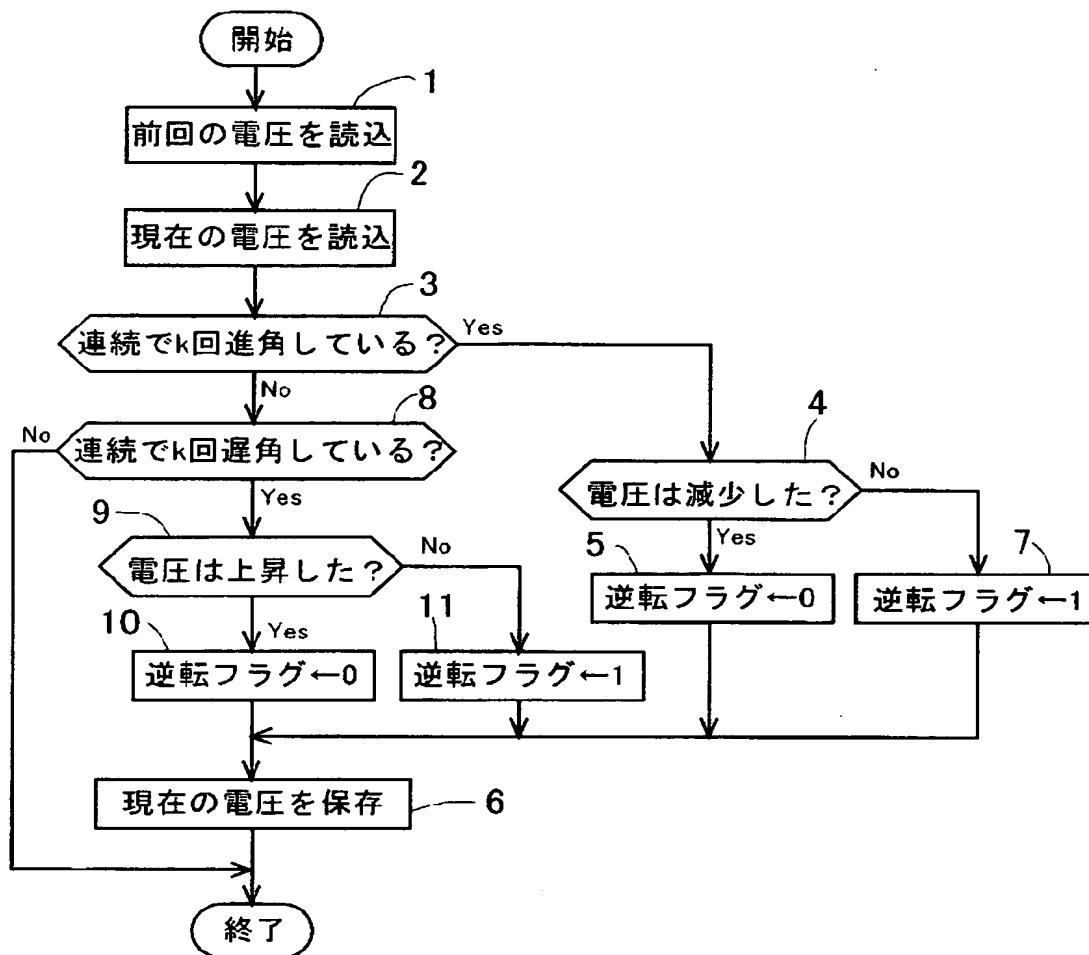 開始
1
前回の電圧を読込
2
現在の電圧を読込
3
連続でk回進角している？
Yes
No
8
4
No
連続でk回遅角している？
電圧は減少した？
No
Yes
9
Yes
5
7
電圧は上昇した？
No
逆転フラグ←0
逆転フラグ←1
10
Yes
11
逆転フラグ←0
逆転フラグ←1
現在の電圧を保存
6
終了